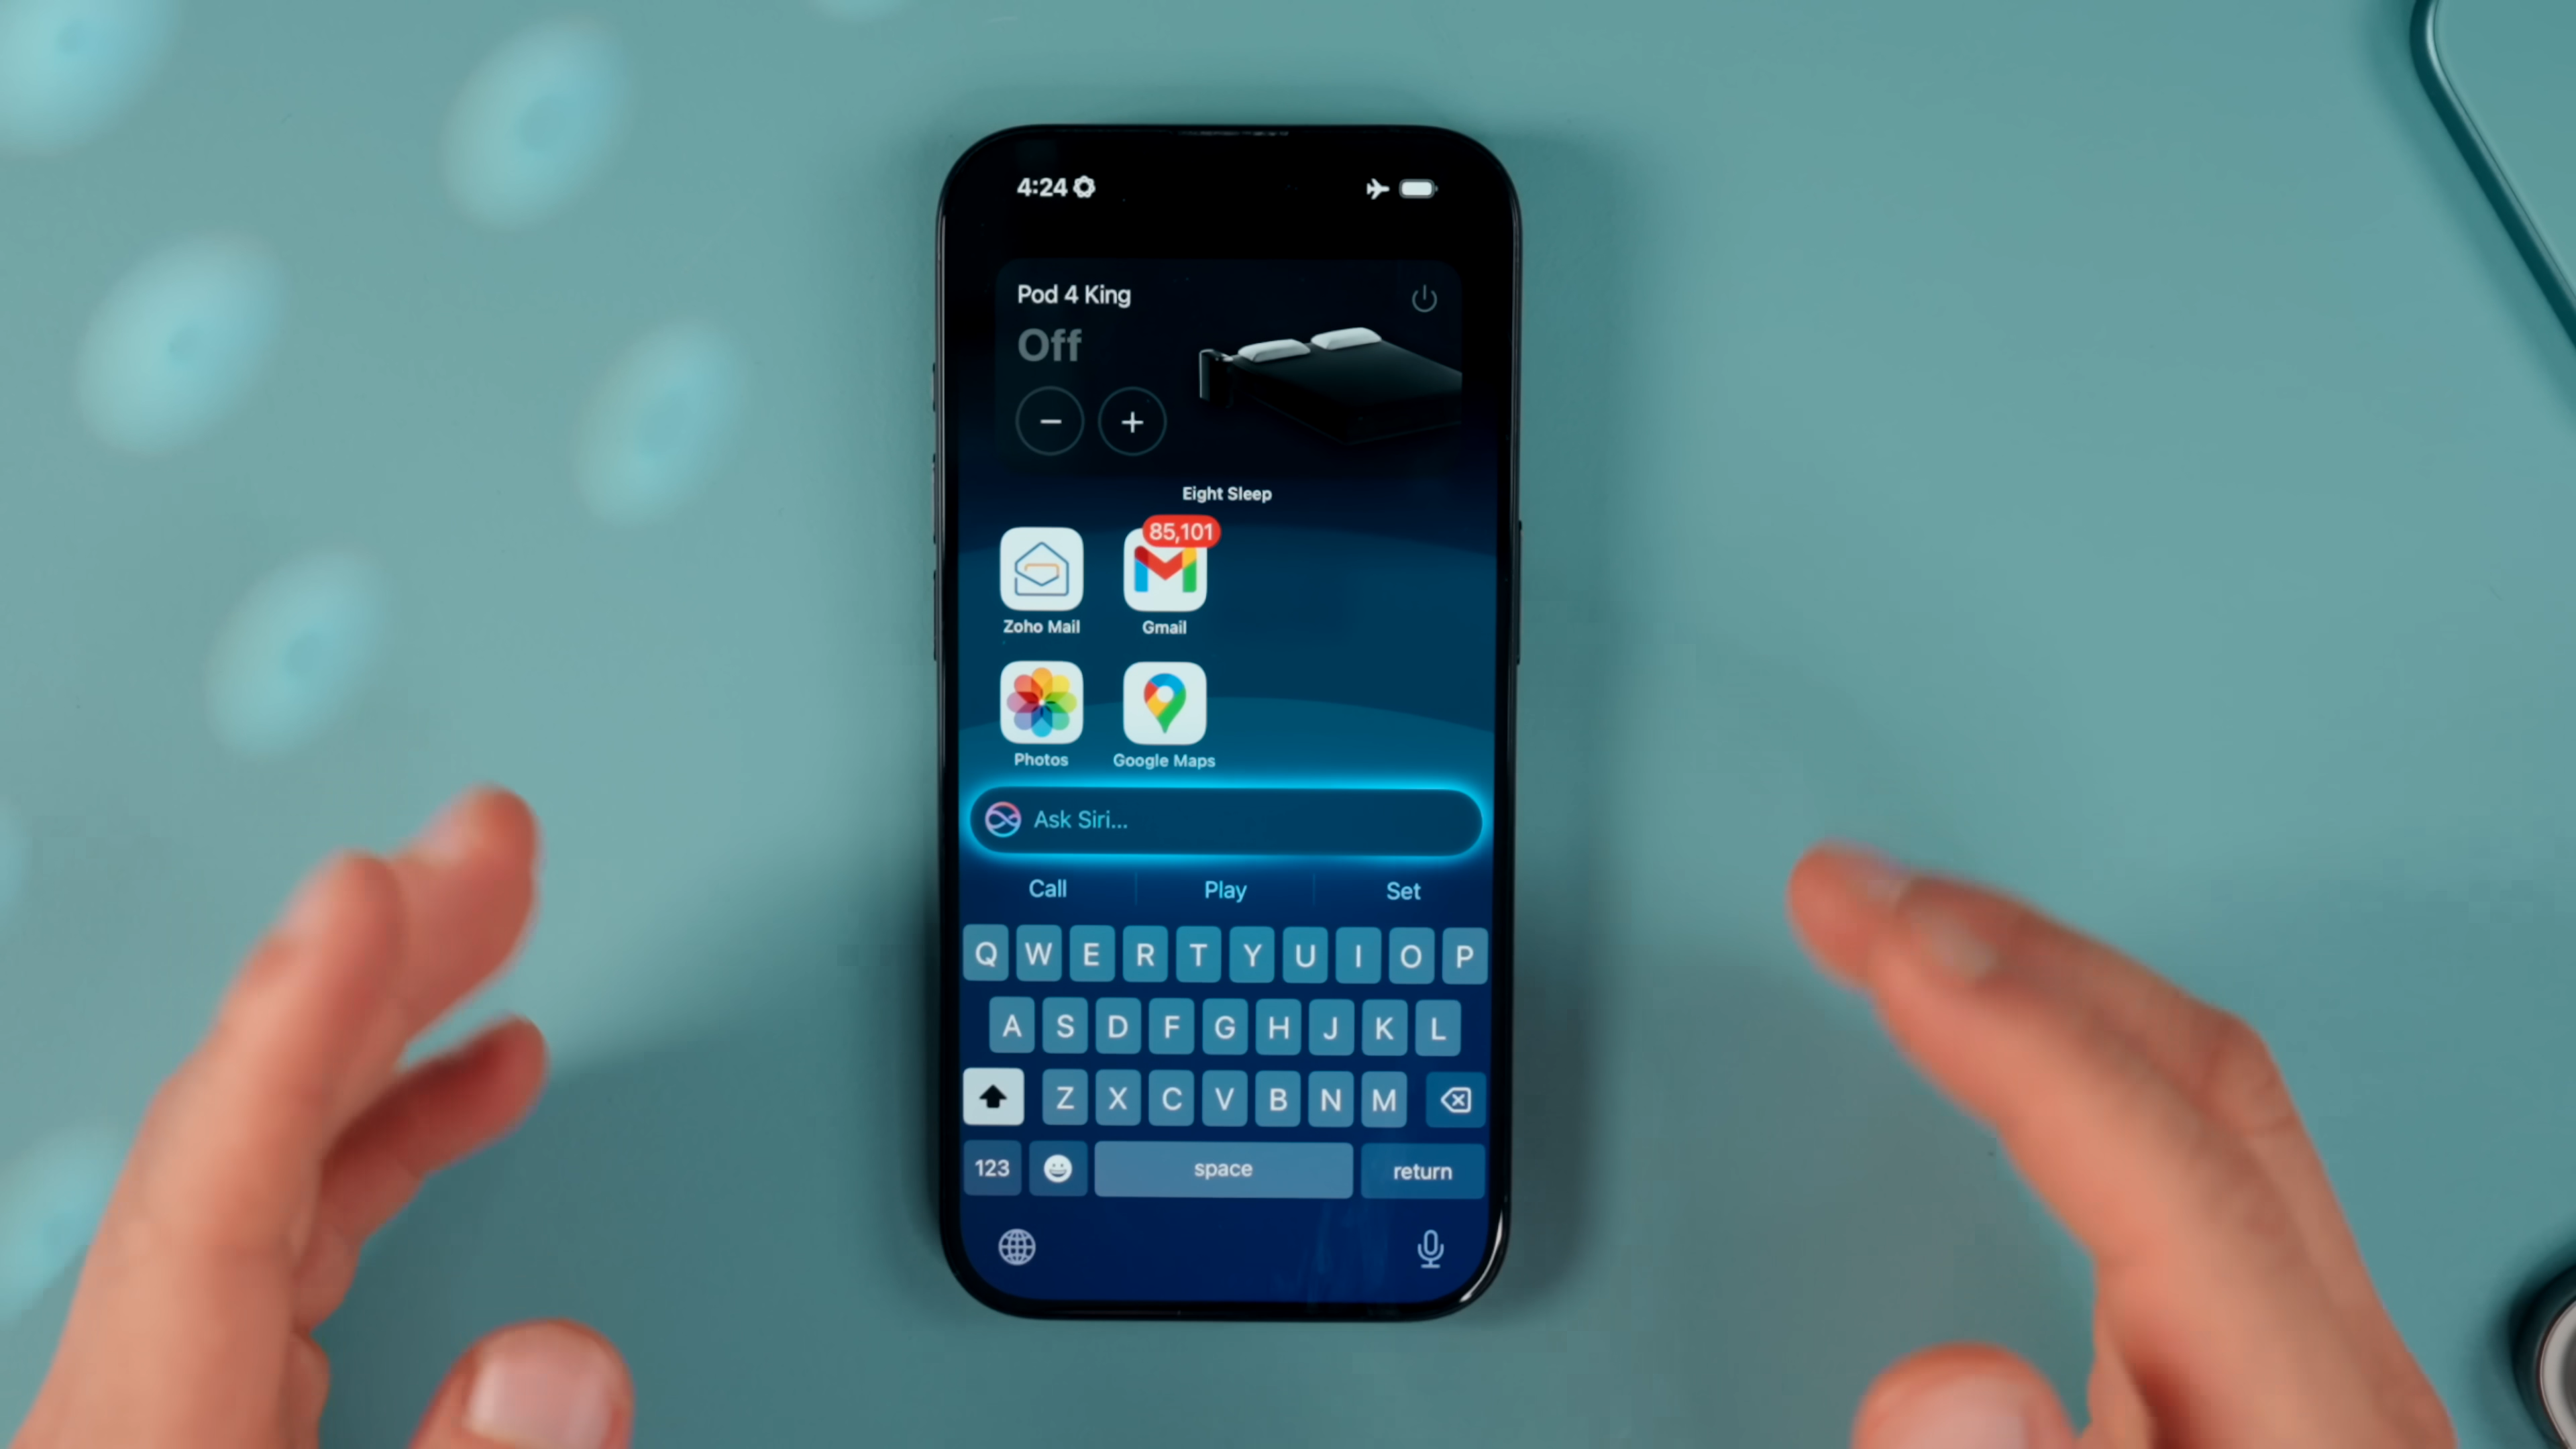 4:24
Pod 4 King
Off
Eight Sleep
85,101
Zoho Mail
Gmail
Photos
Google Maps
Ask Siri...
Call
Play
Set
Q W E R T Y U I O P
A S D F G H J K L
Z X C V B N M
123
space
return